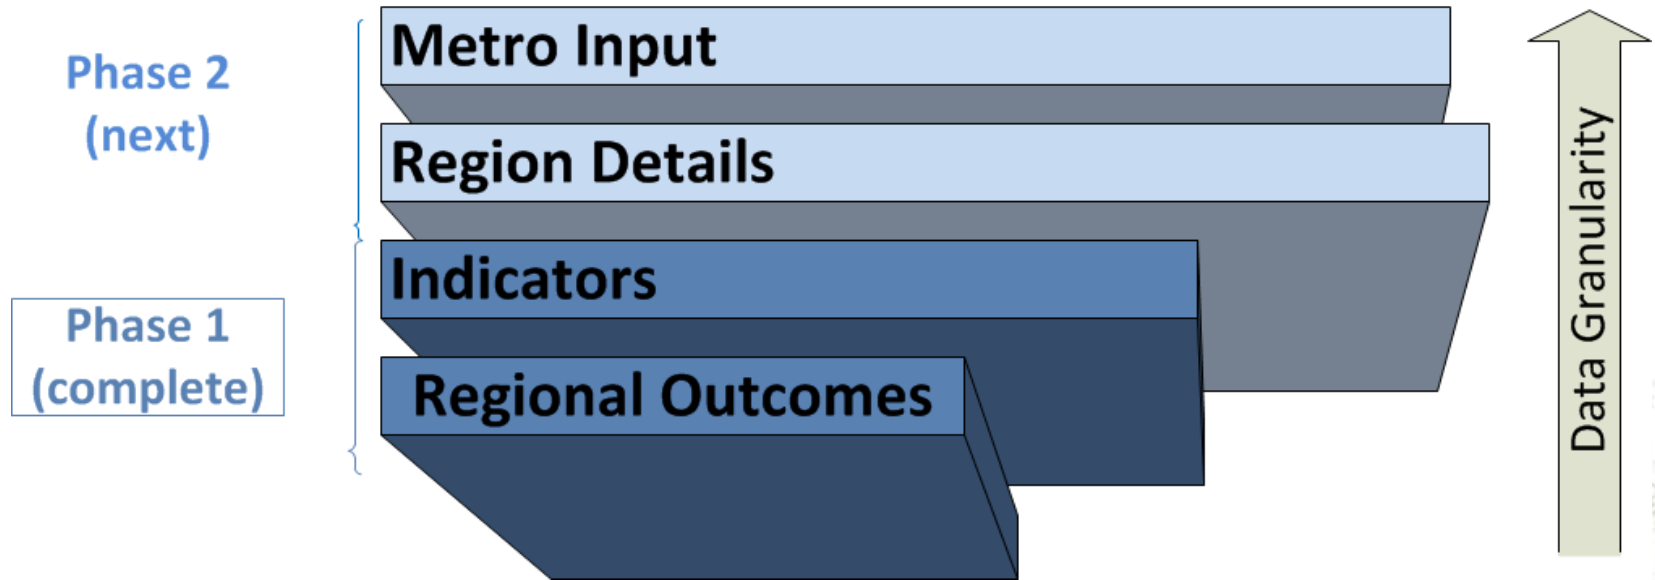 Phase 2
(next)
Metro Input
Region Details
Indicators
Phase 1
(complete)
Regional Outcomes
Data Granularity